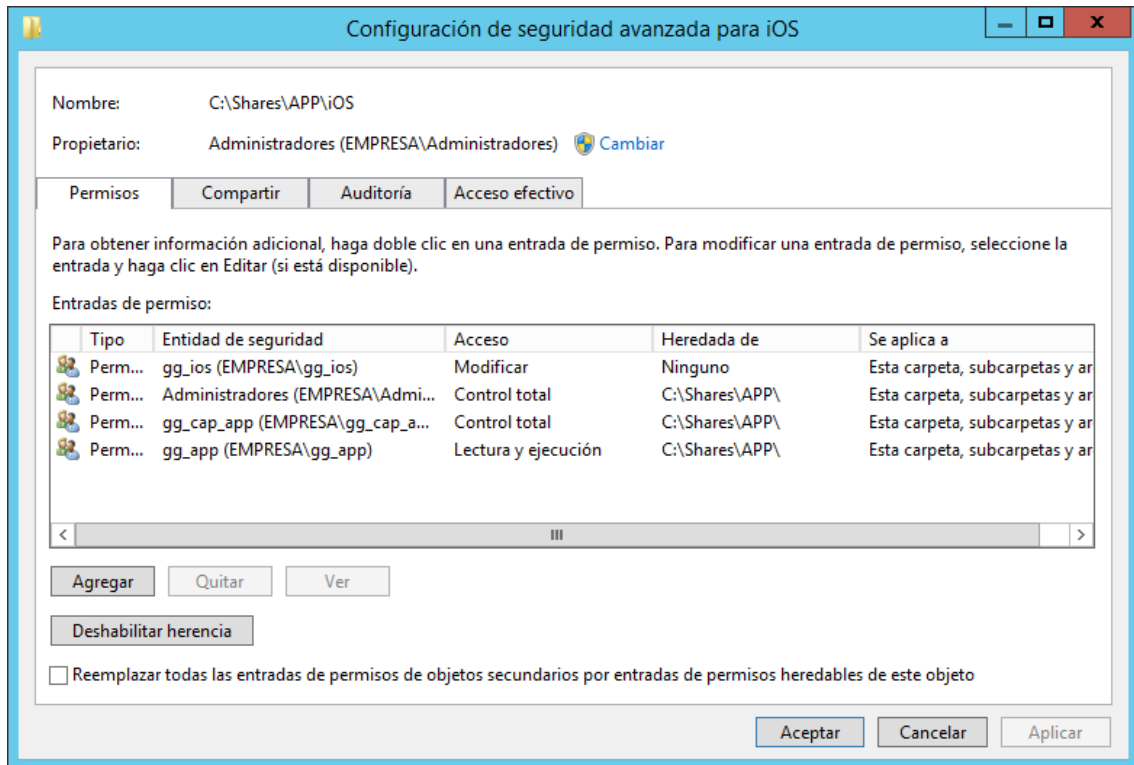 Configuración de seguridad avanzada para iOS
Nombre: C:\Shares\APP\iOS
Propietario: Administradores (EMPRESA\Administradores) Cambiar
Permisos Compartir Auditoría Acceso efectivo
Para obtener información adicional, haga doble clic en una entrada de permiso. Para modificar una entrada de permiso, seleccione la
entrada y haga clic en Editar (si está disponible).
Entradas de permiso:
Tipo Entidad de seguridad Acceso Heredada de Se aplica a
Perm... gg_ios (EMPRESA\gg_ios) Modificar Ninguno Esta carpeta, subcarpetas y ar
Perm... Administradores (EMPRESA\Admi... Control total C:\Shares\APP\ Esta carpeta, subcarpetas y ar
Perm... gg_cap_app (EMPRESA\gg_cap_a... Control total C:\Shares\APP\ Esta carpeta, subcarpetas y ar
Perm... gg_app (EMPRESA\gg_app) Lectura y ejecución C:\Shares\APP\ Esta carpeta, subcarpetas y ar
Agregar Quitar Ver
Deshabilitar herencia
Reemplazar todas las entradas de permisos de objetos secundarios por entradas de permisos heredables de este objeto
Aceptar Cancelar Aplicar